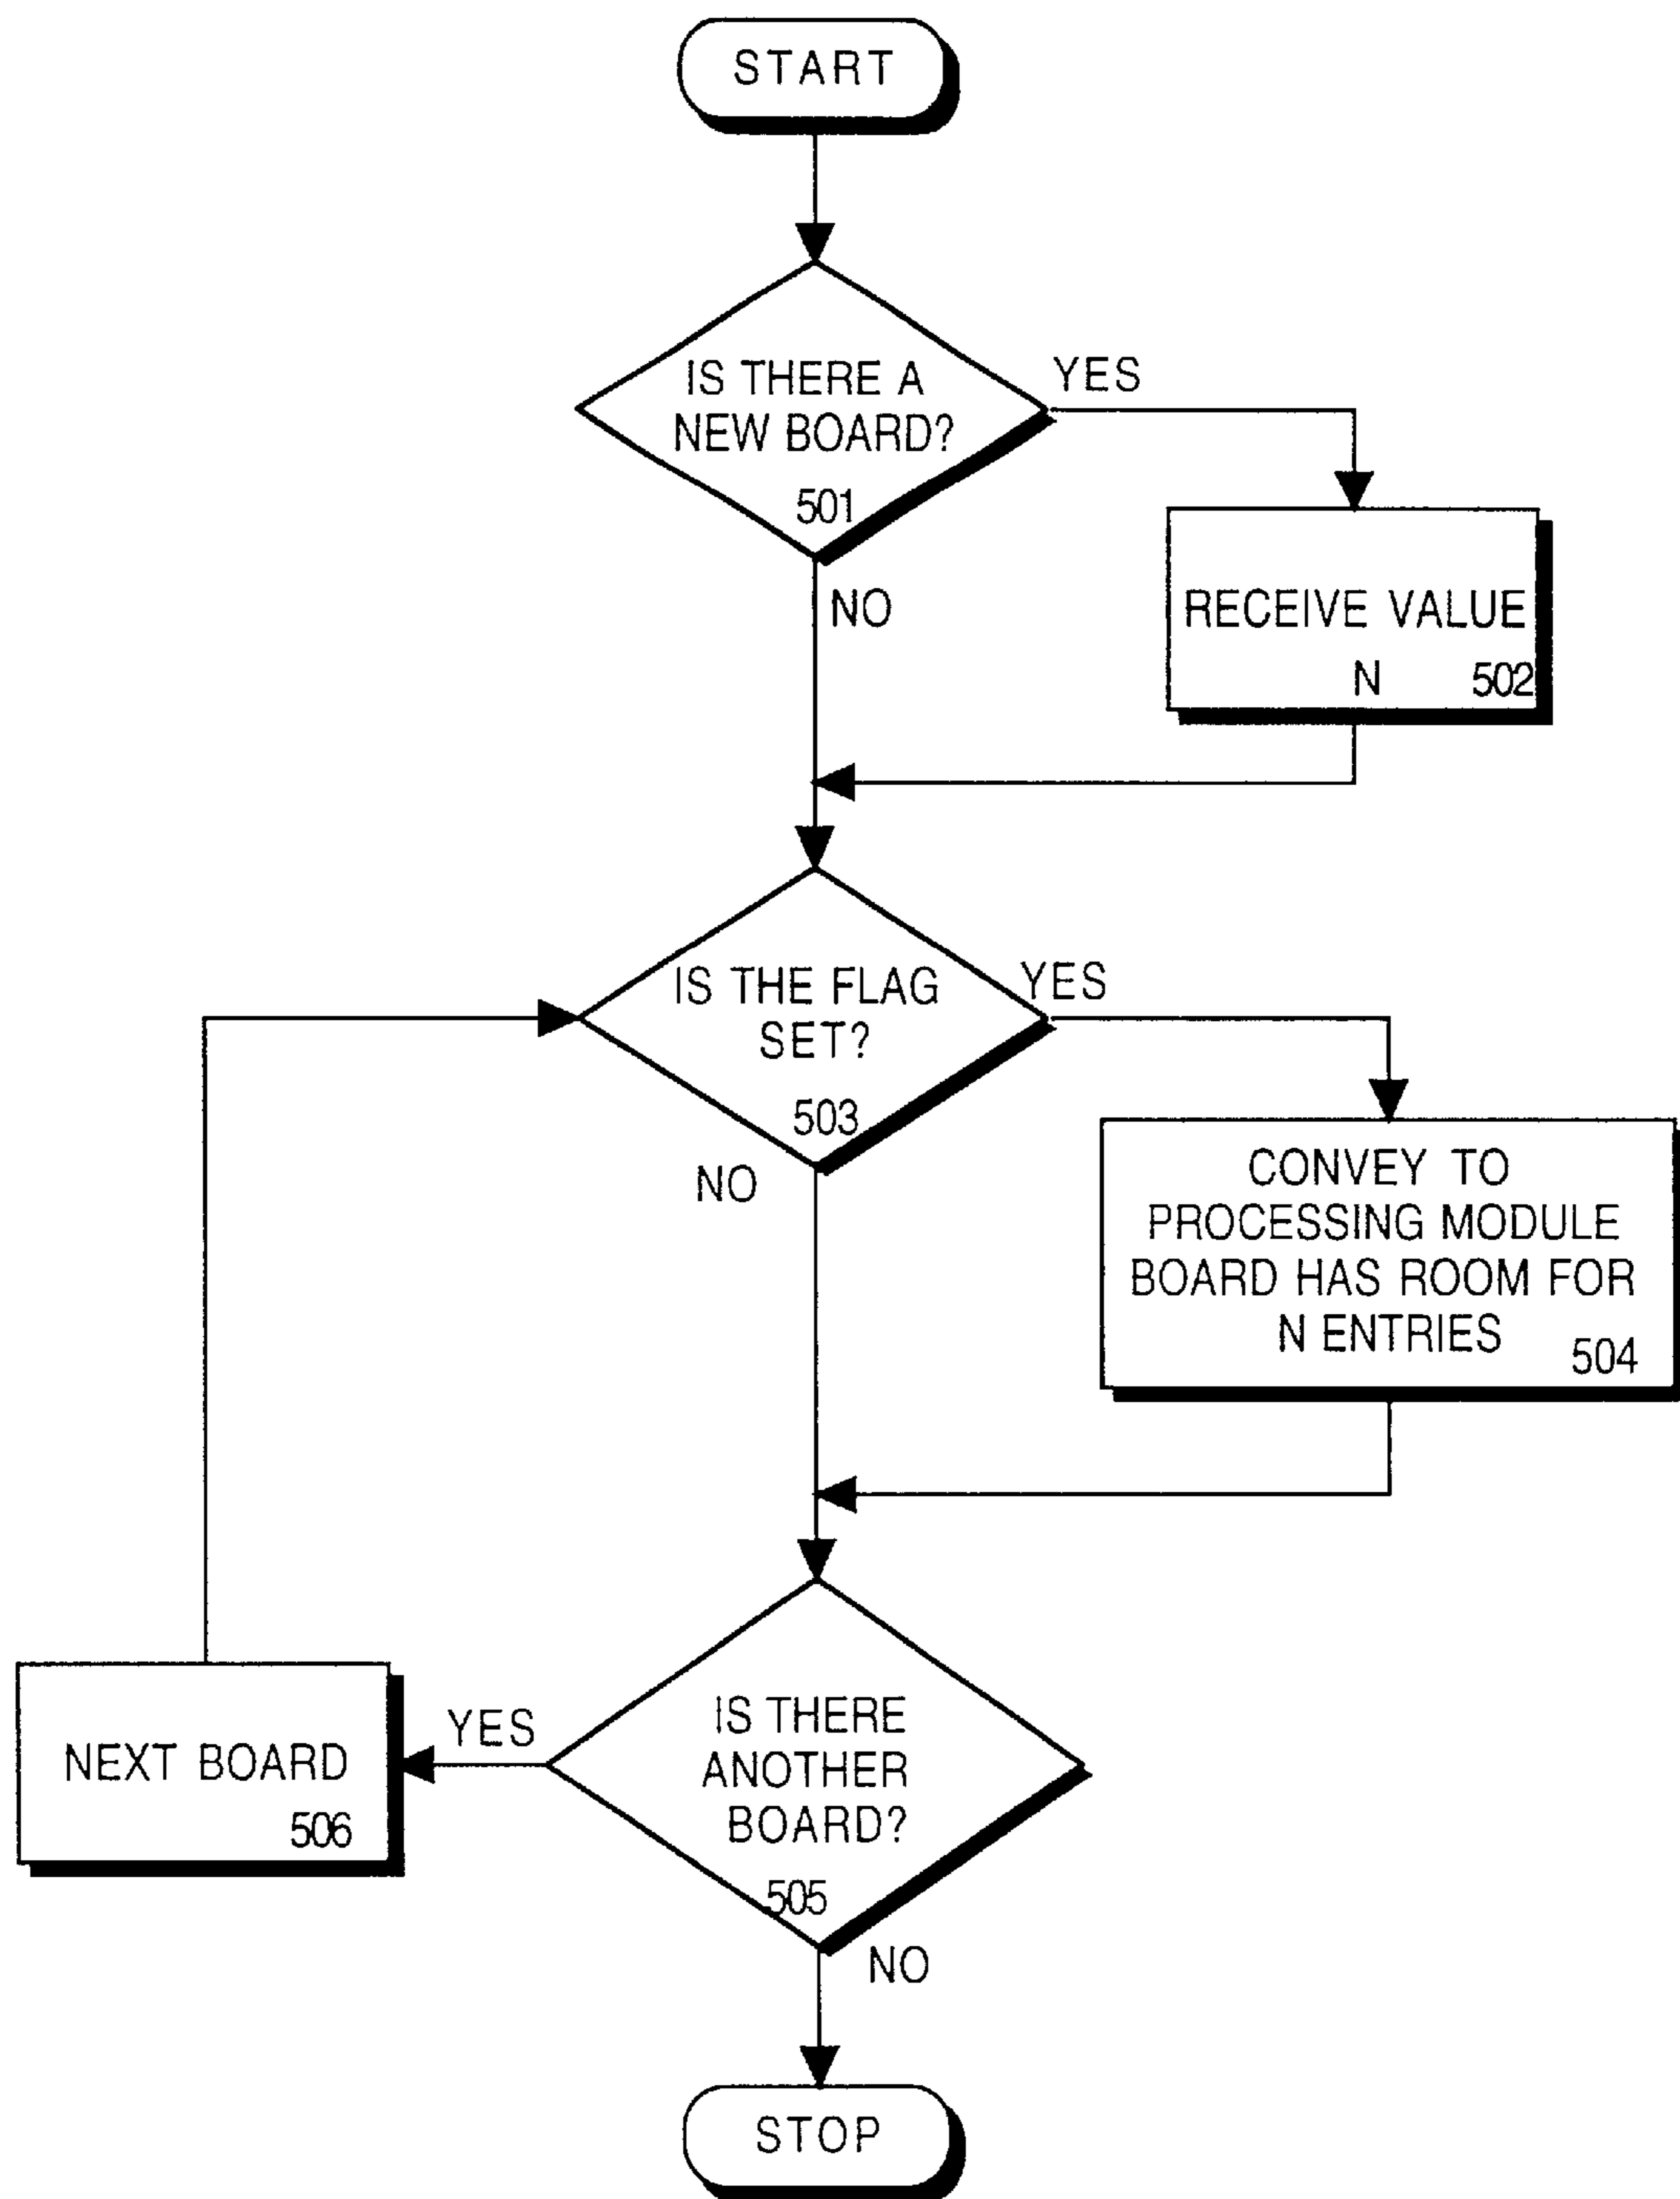 START
IS THERE A
NEW BOARD?
501
YES
NO
RECEIVE VALUE
N 502
IS THE FLAG
SET?
503
YES
NO
CONVEY TO
PROCESSING MODULE
BOARD HAS ROOM FOR
N ENTRIES
504
IS THERE
ANOTHER
BOARD?
505
YES
NEXT BOARD
506
NO
STOP